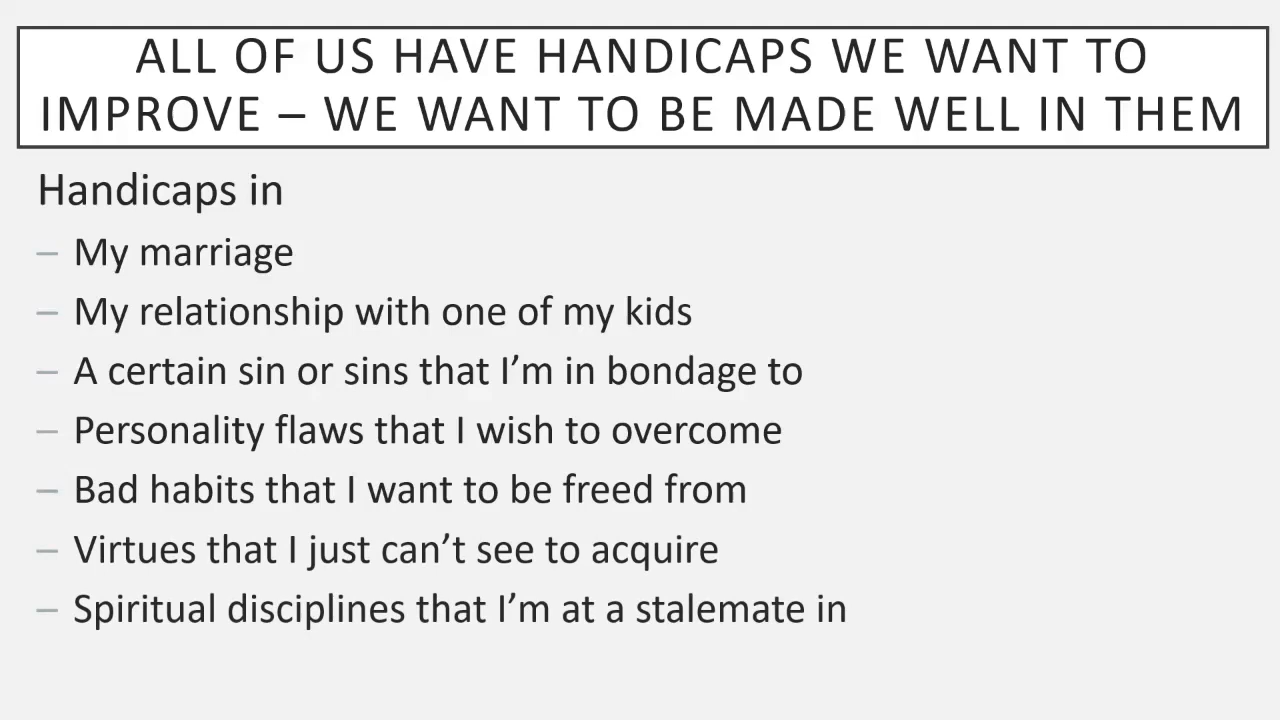 ALL OF US HAVE HANDICAPS WE WANT TO
IMPROVE – WE WANT TO BE MADE WELL IN THEM
Handicaps in
– My marriage
– My relationship with one of my kids
– A certain sin or sins that I’m in bondage to
– Personality flaws that I wish to overcome
– Bad habits that I want to be freed from
– Virtues that I just can’t see to acquire
– Spiritual disciplines that I’m at a stalemate in